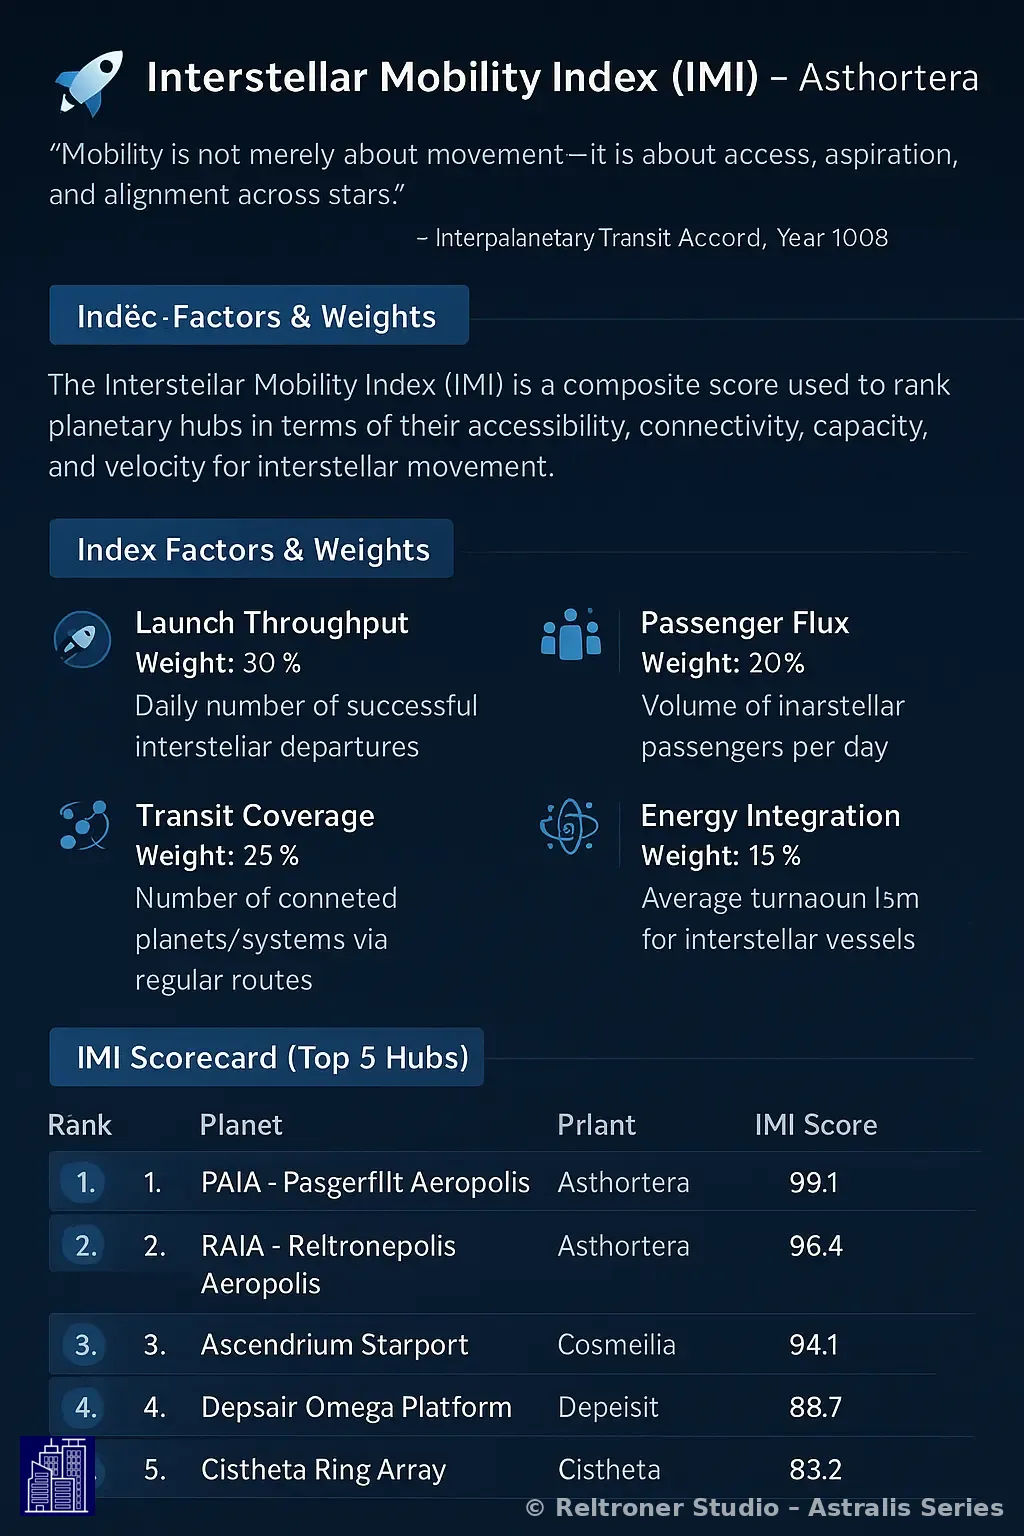 Interstellar Mobility Index (IMI) – Asthortera
“Mobility is not merely about movement—it is about access, aspiration,
and alignment across stars.”
– Interpalanetary Transit Accord, Year 1008
Indëc-Factors & Weights
The Intersteilar Mobility Index (IMI) is a composite score used to rank
planetary hubs in terms of their accessibility, connectivity, capacity,
and velocity for interstellar movement.
Index Factors & Weights
Launch Throughput
Weight: 30 %
Daily number of successful
intersteliar departures
Passenger Flux
Weight: 20%
Volume of inarstellar
passengers per day
Transit Coverage
Weight: 25 %
Number of conneted
planets/systems via
regular routes
Energy Integration
Weight: 15 %
Average turnaoun l5m
for interstellar vessels
IMI Scorecard (Top 5 Hubs)
Rank Planet Prlant IMI Score
1. 1. PAIA - Pasgerfllt Aeropolis Asthortera 99.1
2. 2. RAIA - Reltronepolis Asthortera 96.4
Aeropolis
3. 3. Ascendrium Starport Cosmeilia 94.1
4. 4. Depsair Omega Platform Depeisit 88.7
5. Cistheta Ring Array Cistheta 83.2
© Reltroner Studio – Astralis Series